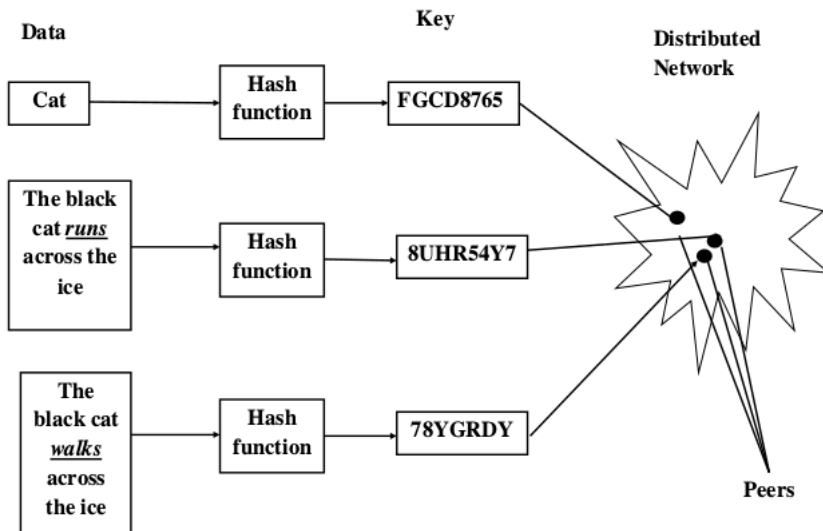 Data
Key
Distributed
Network
Cat
Hash
function
FGCD8765
The black
cat runs
across the
ice
Hash
function
8UHR54Y7
The
black cat
walks
across
the ice
Hash
function
78YGRDY
Peers